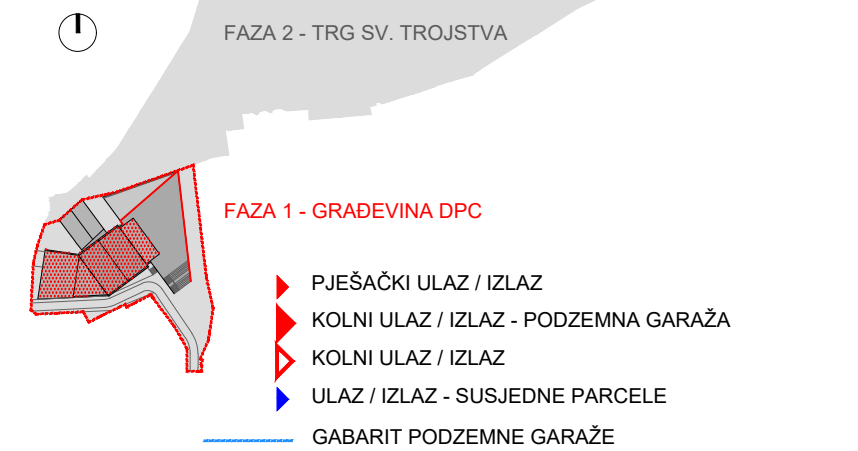 FAZA 2 - TRG SV. TROJSTVA
FAZA 1 - GRAĐEVINA DPC
PJEŠAČKI ULAZ / IZLAZ
KOLNI ULAZ / IZLAZ - PODZEMNA GARAŽA
KOLNI ULAZ / IZLAZ
ULAZ / IZLAZ - SUSJEDNE PARCELE
GABARIT PODZEMNE GARAŽE